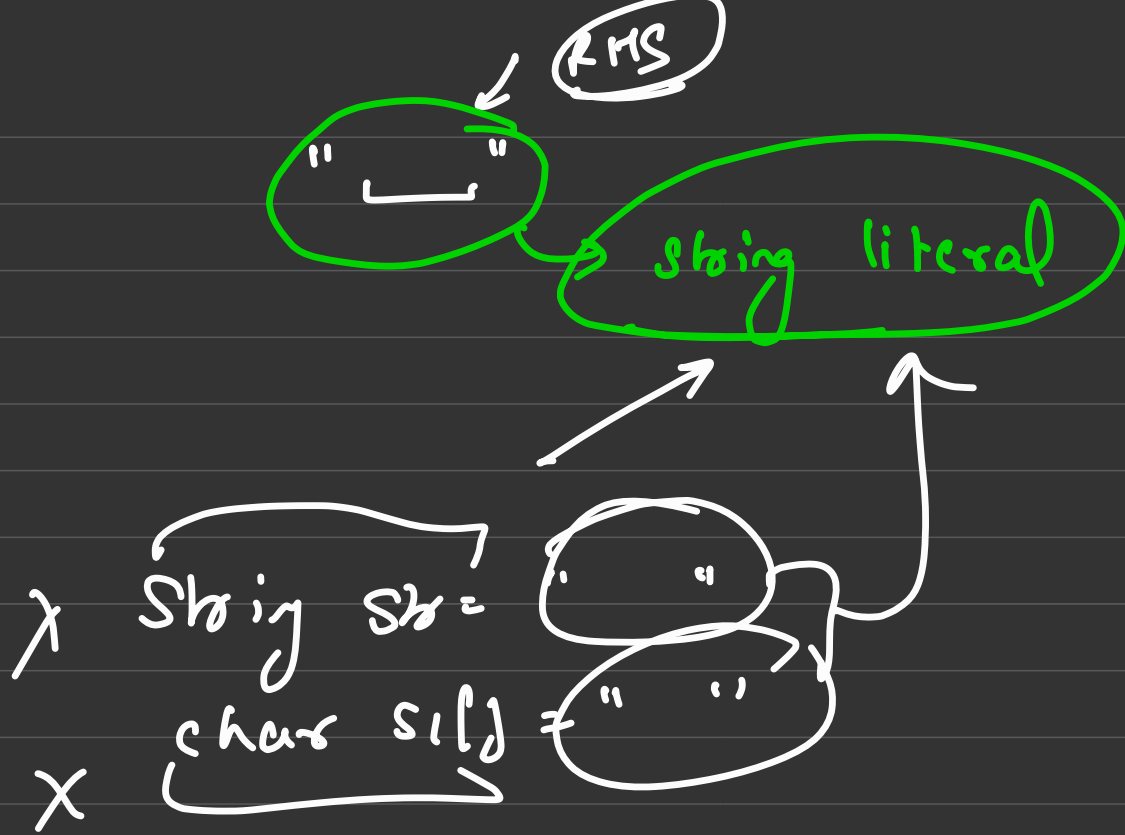 RHS
" "
string literal
X String str = " "
char s1[] = " "
X